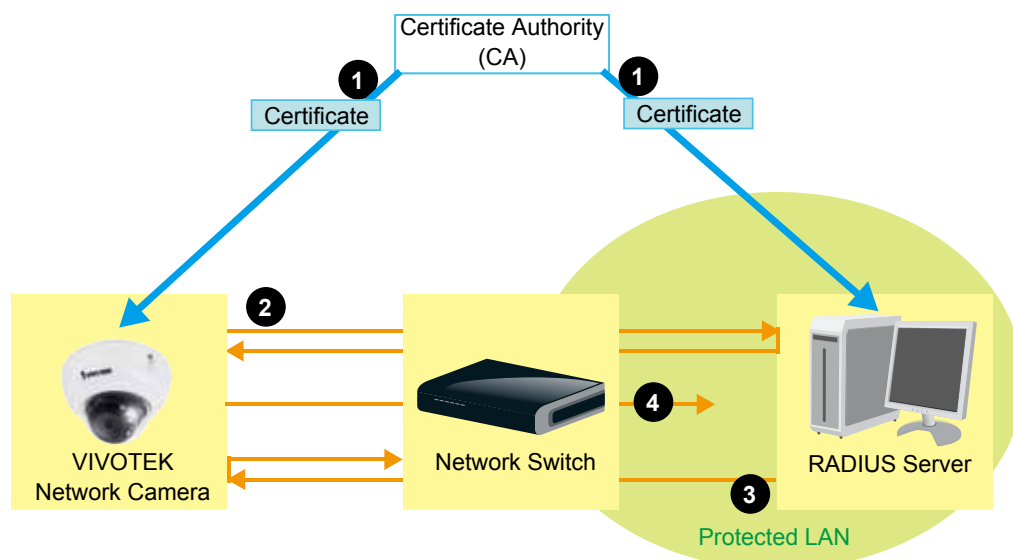 Certificate Authority
(CA)
1
1
Certificate
Certificate
2
4
VIVOTEK
Network Camera
Network Switch
RADIUS Server
3
Protected LAN